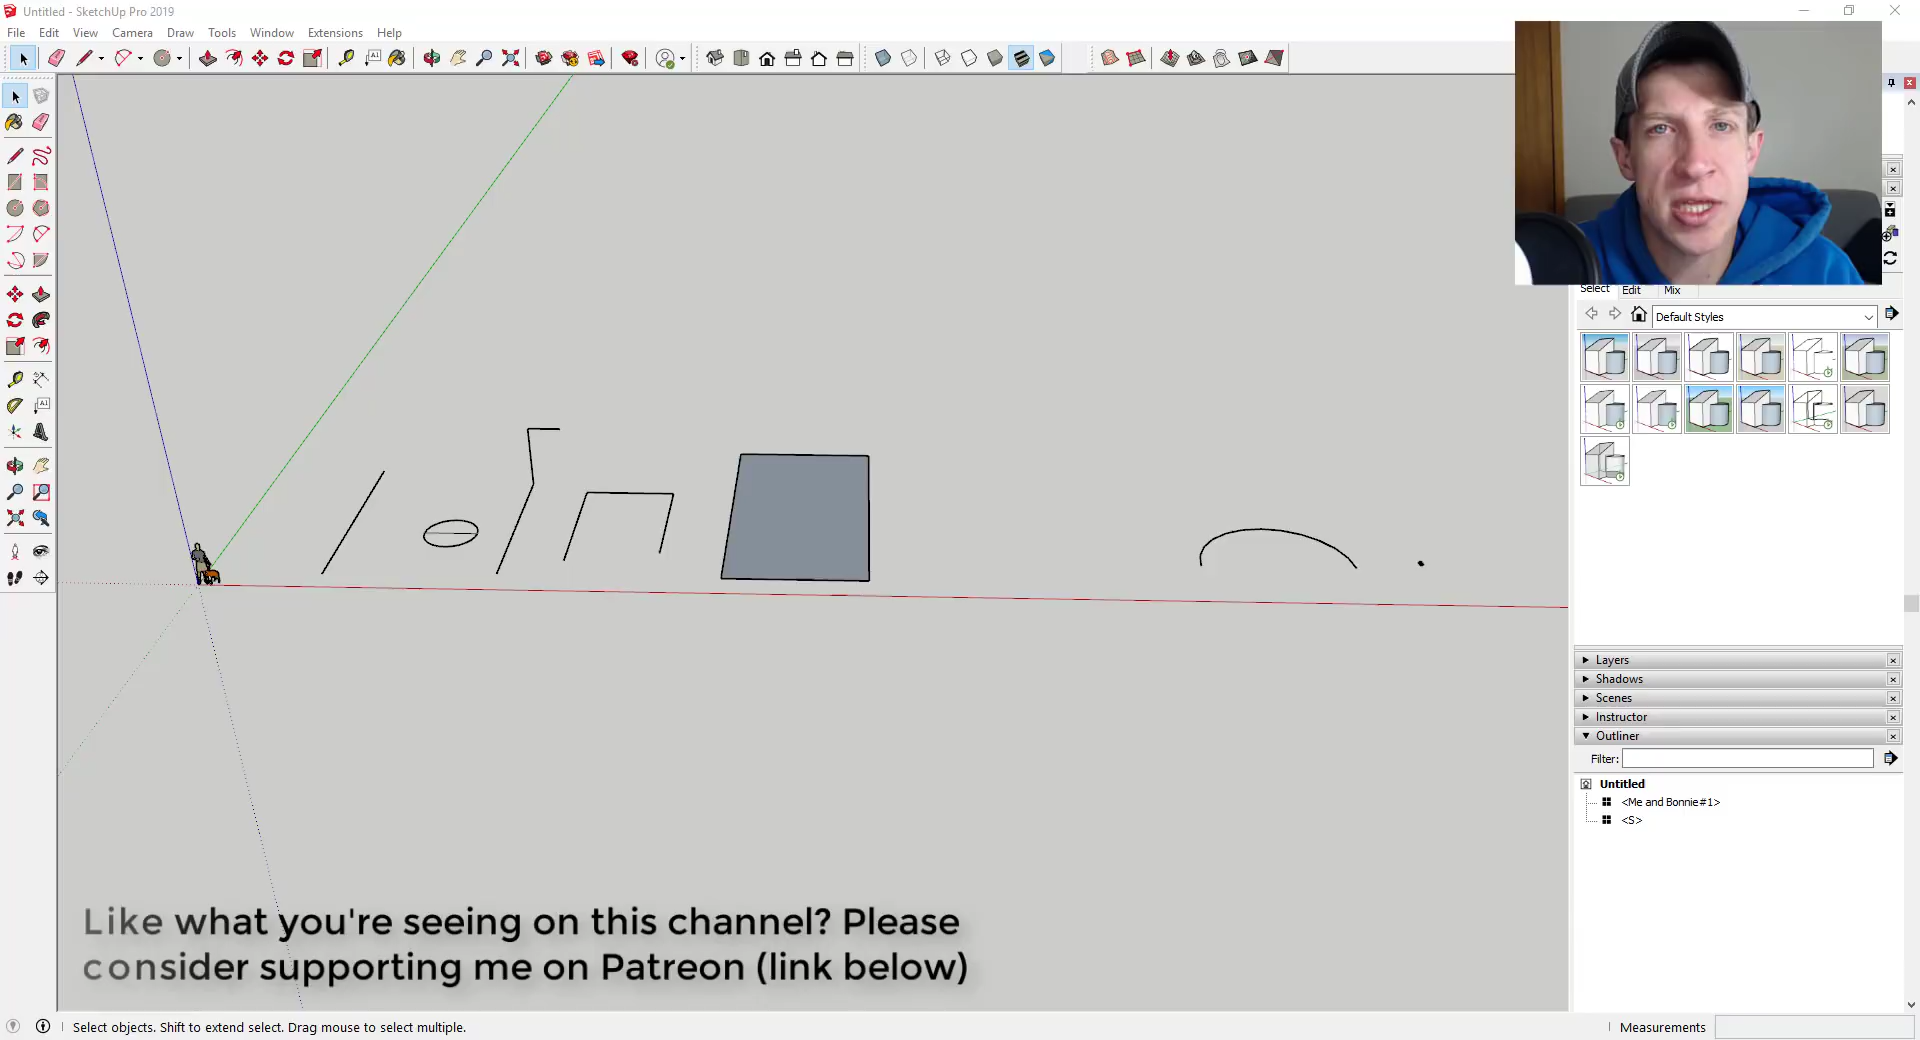 Untitled - SketchUp Pro 2019
File Edit View Camera Draw Tools Window Extensions Help
Select Edit Mix
Default Styles
Layers
Shadows
Scenes
Instructor
Outliner
Filter:
Untitled
<Me and Bonnie#1>
<S>
Like what you're seeing on this channel? Please
consider supporting me on Patreon (link below)
Select objects. Shift to extend select. Drag mouse to select multiple.
Measurements